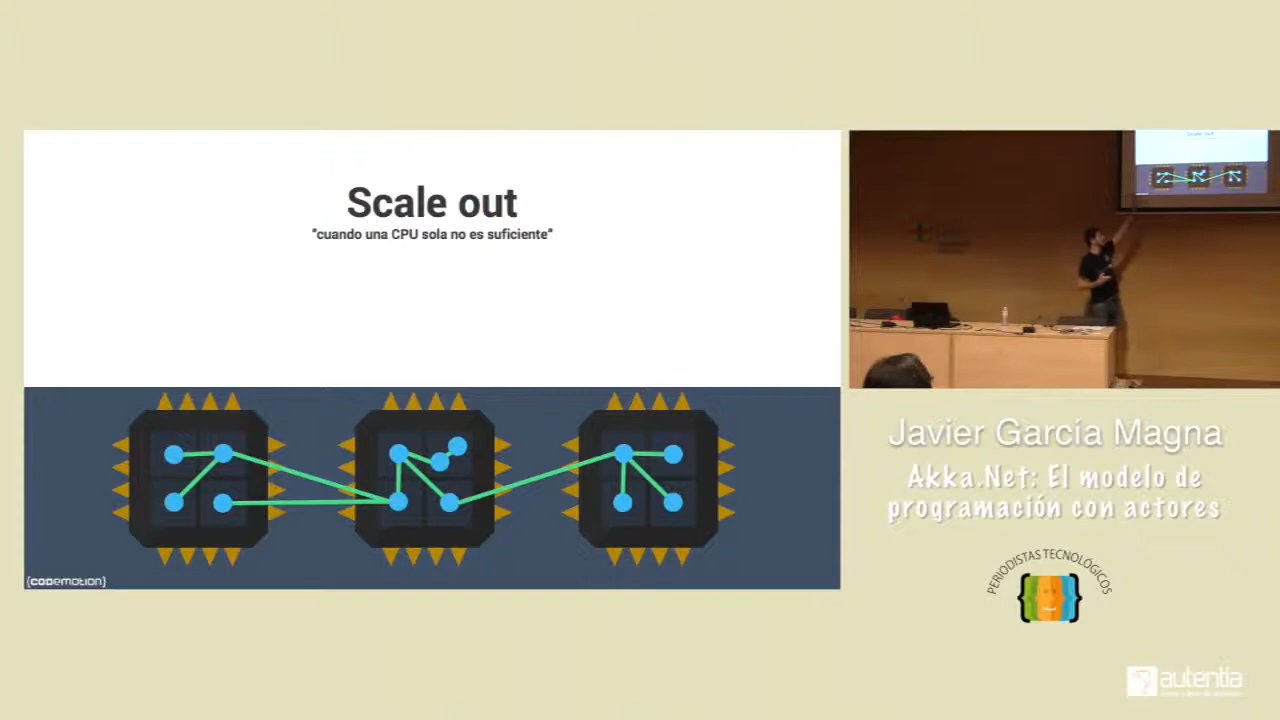 Scale out
"cuando una CPU sola no es suficiente"
{codemotion}
Javier García Magna
Akka.Net: El modelo de
programación con actores
PERIODISTAS TECNOLÓGICOS
autentia